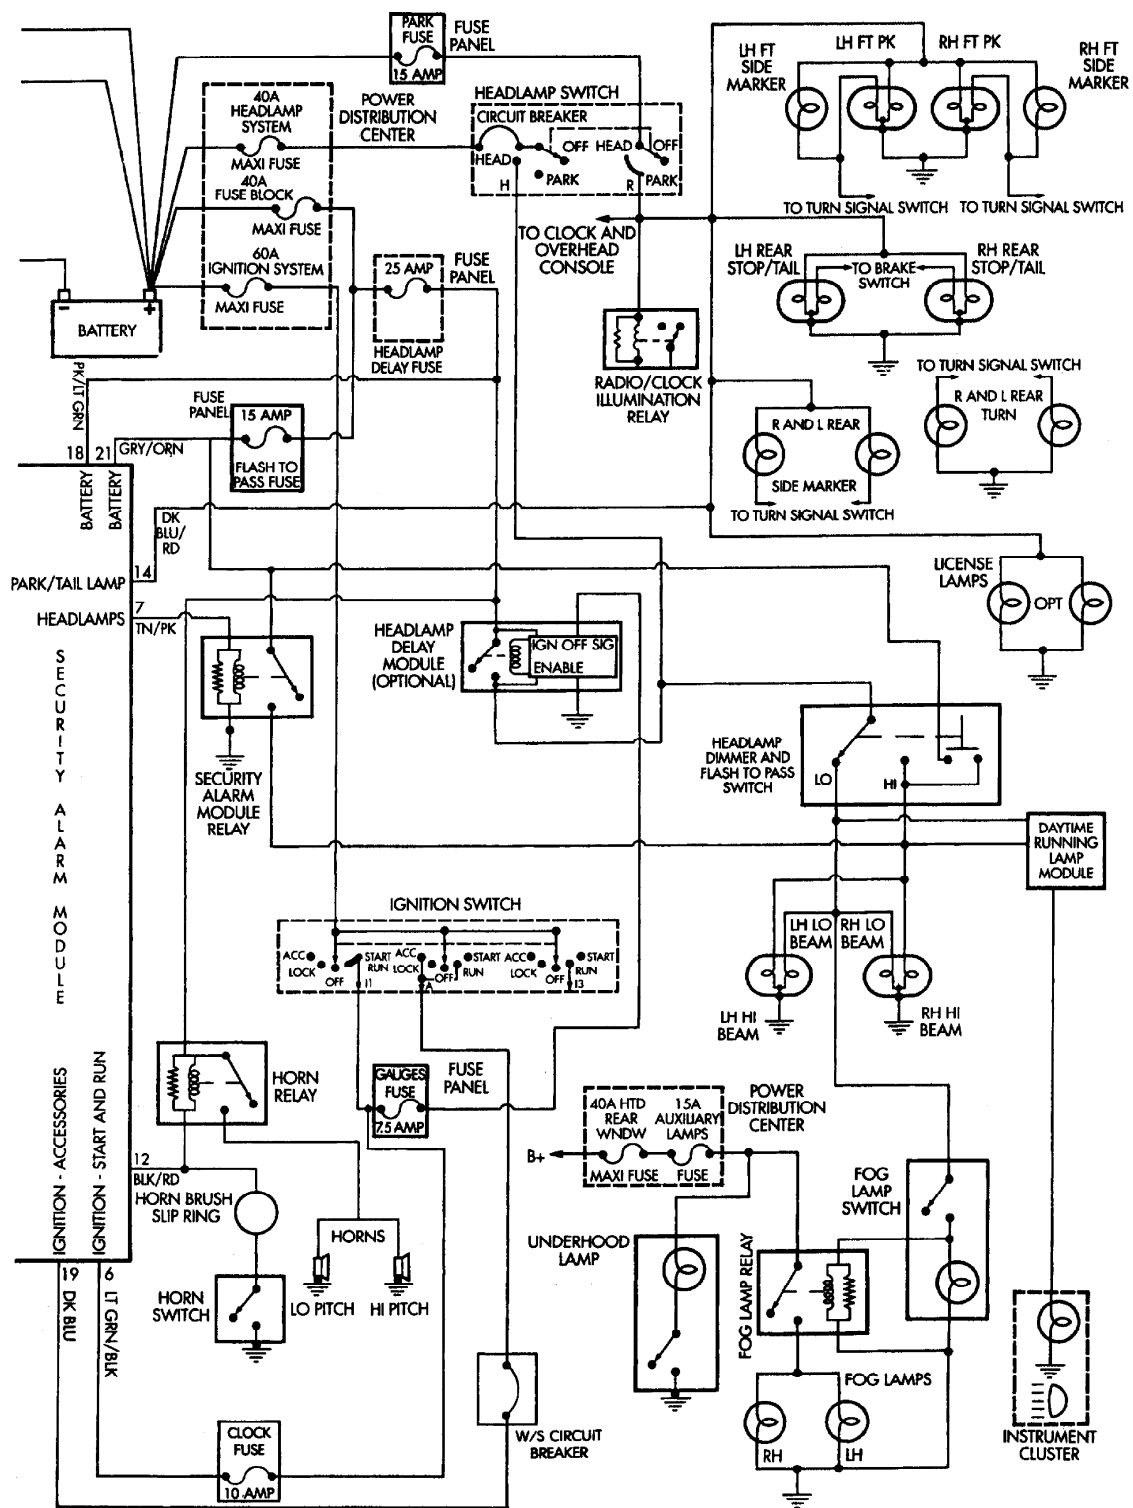 PARK
FUSE
15 AMP
FUSE
PANEL
40A
HEADLAMP
SYSTEM
MAXI FUSE
40A
FUSE BLOCK
MAXI FUSE
60A
IGNITION SYSTEM
MAXI FUSE
POWER
DISTRIBUTION
CENTER
HEADLAMP SWITCH
CIRCUIT BREAKER
OFF
HEAD
PARK
H
HEAD
OFF
R
PARK
LH FT
SIDE
MARKER
LH FT PK
RH FT PK
RH FT
SIDE
MARKER
TO TURN SIGNAL SWITCH
TO TURN SIGNAL SWITCH
TO CLOCK AND
OVERHEAD
CONSOLE
LH REAR
STOP/TAIL
TO BRAKE
SWITCH
RH REAR
STOP/TAIL
-
+
BATTERY
25 AMP
FUSE
PANEL
HEADLAMP
DELAY FUSE
RADIO/CLOCK
ILLUMINATION
RELAY
TO TURN SIGNAL SWITCH
R AND L REAR
TURN
R AND L REAR
SIDE MARKER
TO TURN SIGNAL SWITCH
PK/LT GRN
FUSE
PANEL
15 AMP
FLASH TO
PASS FUSE
18
21
GRY/ORN
BATTERY
BATTERY
DK
BLU/
RD
PARK/TAIL LAMP
14
HEADLAMPS
7
TN/PK
LICENSE
LAMPS
OPT
HEADLAMP
DELAY
MODULE
(OPTIONAL)
IGN OFF SIG
ENABLE
SECURITY ALARM MODULE
SECURITY
ALARM
MODULE
RELAY
HEADLAMP
DIMMER AND
FLASH TO PASS
SWITCH
LO
HI
DAYTIME
RUNNING
LAMP
MODULE
IGNITION SWITCH
ACC
LOCK
OFF
START
RUN
I1
ACC
LOCK
OFF
A
START
RUN
ACC
LOCK
OFF
START
RUN
I3
LH LO
BEAM
RH LO
BEAM
LH HI
BEAM
RH HI
BEAM
HORN
RELAY
GAUGES
FUSE
7.5 AMP
FUSE
PANEL
IGNITION - ACCESSORIES
IGNITION - START AND RUN
12
BLK/RD
HORN BRUSH
SLIP RING
40A HTD
REAR
WNDW
MAXI FUSE
15A
AUXILIARY
LAMPS
FUSE
POWER
DISTRIBUTION
CENTER
B+
HORNS
LO PITCH
HI PITCH
HORN
SWITCH
UNDERHOOD
LAMP
FOG LAMP RELAY
FOG
LAMP
SWITCH
19
DK BLU
6
LT GRN/BLK
FOG LAMPS
RH
LH
W/S CIRCUIT
BREAKER
CLOCK
FUSE
10 AMP
INSTRUMENT
CLUSTER